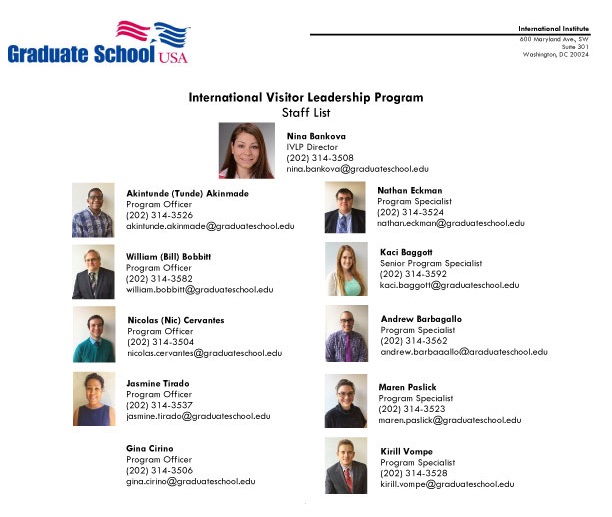 Graduate School USA
International Institute
600 Maryland Ave., SW
Suite 301
Washington, DC 20024
International Visitor Leadership Program
Staff List
Nina Bankova
IVLP Director
(202) 314-3508
nina.bankova@graduateschool.edu
Akintunde (Tunde) Akinmade
Program Officer
(202) 314-3526
akintunde.akinmade@graduateschool.edu
William (Bill) Bobbitt
Program Officer
(202) 314-3582
william.bobbitt@graduateschool.edu
Nicolas (Nic) Cervantes
Program Officer
(202) 314-3504
nicolas.cervantes@graduateschool.edu
Jasmine Tirado
Program Officer
(202) 314-3537
jasmine.tirado@graduateschool.edu
Gina Cirino
Program Officer
(202) 314-3506
gina.cirino@graduateschool.edu
Nathan Eckman
Program Specialist
(202) 314-3524
nathan.eckman@graduateschool.edu
Kaci Baggott
Senior Program Specialist
(202) 314-3592
kaci.baggott@graduateschool.edu
Andrew Barbagallo
Program Specialist
(202) 314-3562
andrew.barbagallo@graduateschool.edu
Maren Paslick
Program Specialist
(202) 314-3523
maren.paslick@graduateschool.edu
Kirill Vompe
Program Specialist
(202) 314-3528
kirill.vompe@graduateschool.edu